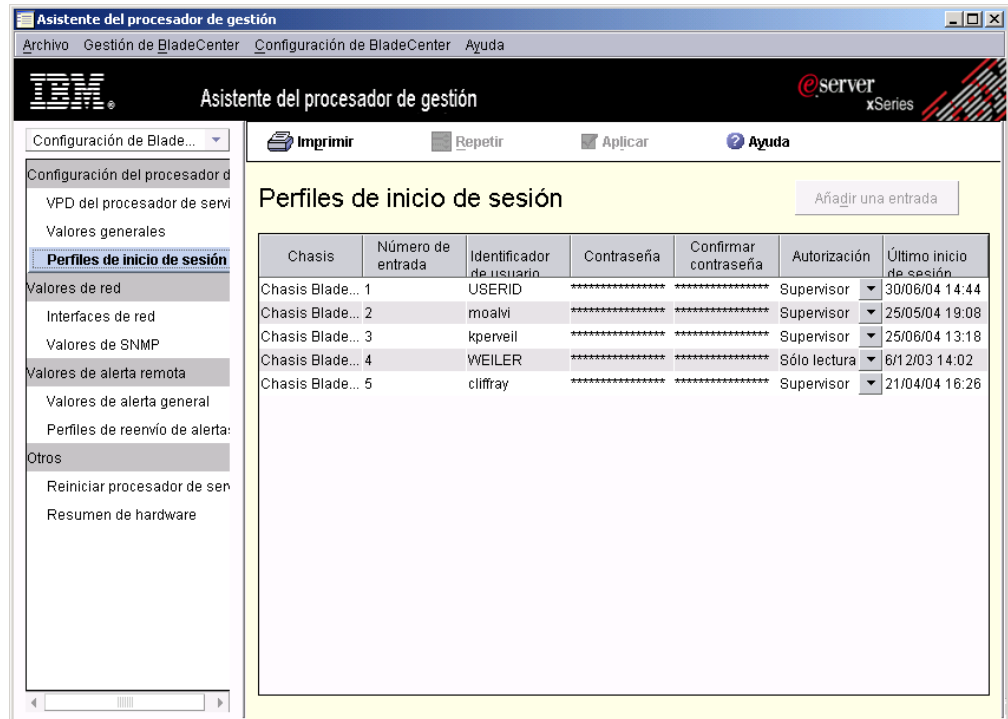 Asistente del procesador de gestión
Archivo Gestión de BladeCenter Configuración de BladeCenter Ayuda
IBM®
Asistente del procesador de gestión
eserver
xSeries
Configuración de Blade...
Imprimir Repetir Aplicar Ayuda
Configuración del procesador d
VPD del procesador de servi
Valores generales
Perfiles de inicio de sesión
Valores de red
Interfaces de red
Valores de SNMP
Valores de alerta remota
Valores de alerta general
Perfiles de reenvío de alerta
Otros
Reiniciar procesador de ser
Resumen de hardware
Perfiles de inicio de sesión
Añadir una entrada
Chasis Número de entrada Identificador de usuario Contraseña Confirmar contraseña Autorización Último inicio de sesión
Chasis Blade... 1 USERID **************** **************** Supervisor 30/06/04 14:44
Chasis Blade... 2 moalvi **************** **************** Supervisor 25/05/04 19:08
Chasis Blade... 3 kperveil **************** **************** Supervisor 25/06/04 13:18
Chasis Blade... 4 WEILER **************** **************** Sólo lectura 6/12/03 14:02
Chasis Blade... 5 cliffray **************** **************** Supervisor 21/04/04 16:26